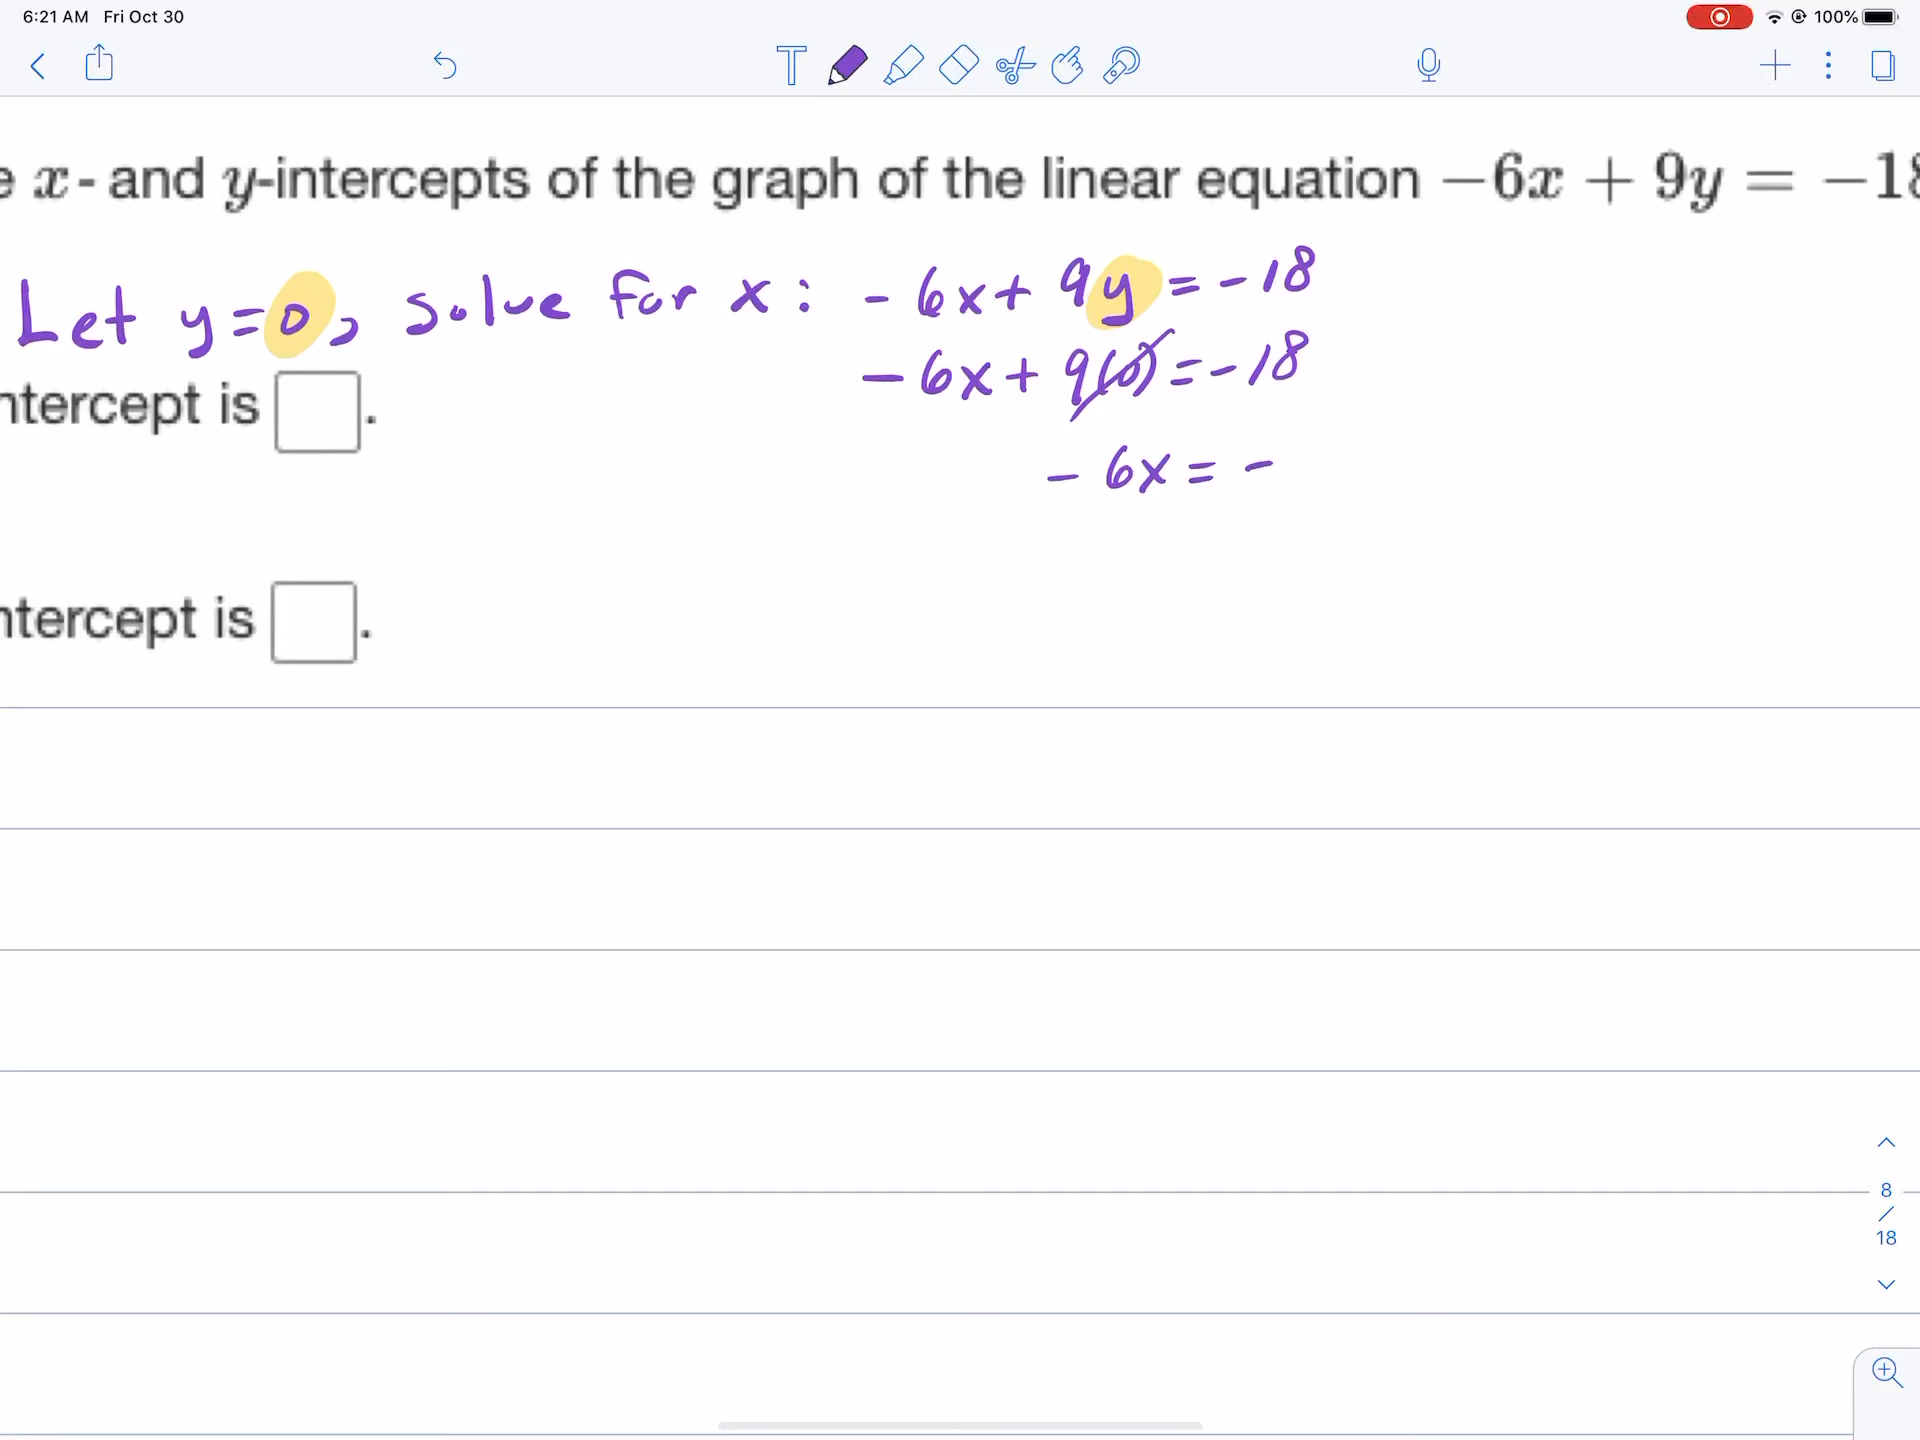 6:21 AM Fri Oct 30
100%
T
x- and y-intercepts of the graph of the linear equation −6x + 9y = −18
Let y=0, solve for x: -6x+9y=-18
-6x+9(0)=-18
ntercept is .
-6x= -
ntercept is .
8
/
18